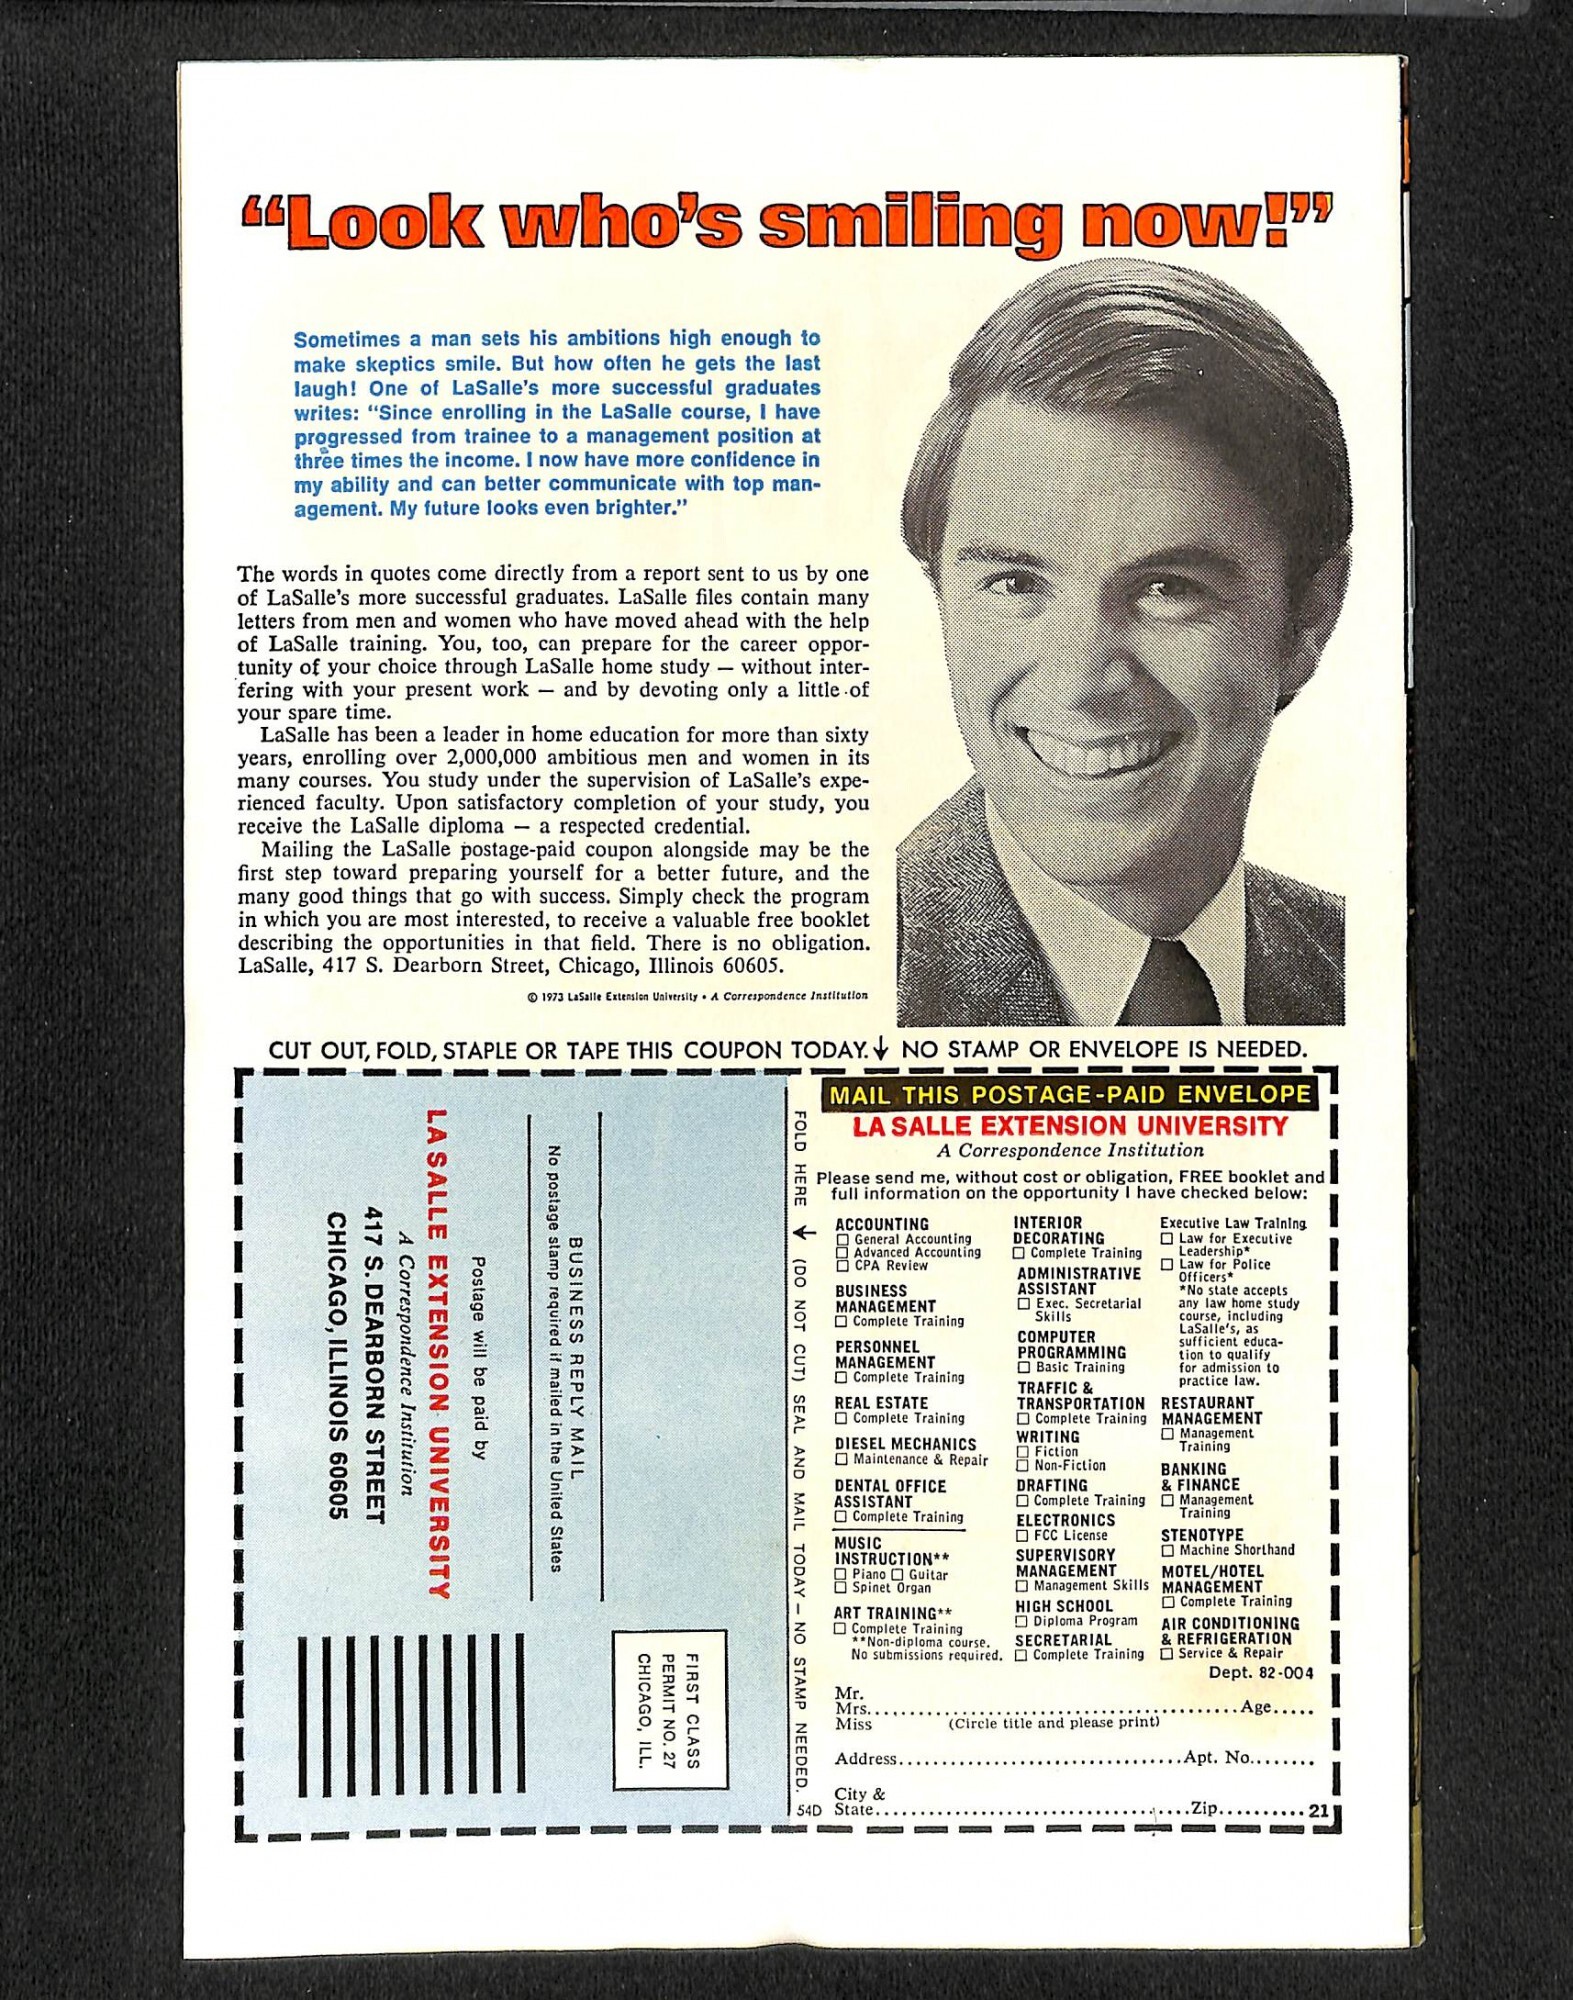 “Look who’s smiling now!”
Sometimes a man sets his ambitions high enough to
make skeptics smile. But how often he gets the last
laugh! One of LaSalle’s more successful graduates
writes: “Since enrolling in the LaSalle course, I have
progressed from trainee to a management position at
three times the income. I now have more confidence in
my ability and can better communicate with top man-
agement. My future looks even brighter.”
The words in quotes come directly from a report sent to us by one
of LaSalle’s more successful graduates. LaSalle files contain many
letters from men and women who have moved ahead with the help
of LaSalle training. You, too, can prepare for the career oppor-
tunity of your choice through LaSalle home study — without inter-
fering with your present work — and by devoting only a little of
your spare time.
LaSalle has been a leader in home education for more than sixty
years, enrolling over 2,000,000 ambitious men and women in its
many courses. You study under the supervision of LaSalle’s expe-
rienced faculty. Upon satisfactory completion of your study, you
receive the LaSalle diploma — a respected credential.
Mailing the LaSalle postage-paid coupon alongside may be the
first step toward preparing yourself for a better future, and the
many good things that go with success. Simply check the program
in which you are most interested, to receive a valuable free booklet
describing the opportunities in that field. There is no obligation.
LaSalle, 417 S. Dearborn Street, Chicago, Illinois 60605.
© 1973 LaSalle Extension University • A Correspondence Institution
CUT OUT, FOLD, STAPLE OR TAPE THIS COUPON TODAY.↓ NO STAMP OR ENVELOPE IS NEEDED.
FIRST CLASS
PERMIT NO. 27
CHICAGO, ILL.
BUSINESS REPLY MAIL
No postage stamp required if mailed in the United States
Postage will be paid by
LA SALLE EXTENSION UNIVERSITY
A Correspondence Institution
417 S. DEARBORN STREET
CHICAGO, ILLINOIS 60605
FOLD HERE ← (DO NOT CUT) SEAL AND MAIL TODAY — NO STAMP NEEDED.
54D
MAIL THIS POSTAGE-PAID ENVELOPE
LA SALLE EXTENSION UNIVERSITY
A Correspondence Institution
Please send me, without cost or obligation, FREE booklet and
full information on the opportunity I have checked below:
ACCOUNTING
☐ General Accounting
☐ Advanced Accounting
☐ CPA Review
BUSINESS
MANAGEMENT
☐ Complete Training
PERSONNEL
MANAGEMENT
☐ Complete Training
REAL ESTATE
☐ Complete Training
DIESEL MECHANICS
☐ Maintenance & Repair
DENTAL OFFICE
ASSISTANT
☐ Complete Training
MUSIC
INSTRUCTION**
☐ Piano ☐ Guitar
☐ Spinet Organ
ART TRAINING**
☐ Complete Training
**Non-diploma course.
No submissions required.
INTERIOR
DECORATING
☐ Complete Training
ADMINISTRATIVE
ASSISTANT
☐ Exec. Secretarial
Skills
COMPUTER
PROGRAMMING
☐ Basic Training
TRAFFIC &
TRANSPORTATION
☐ Complete Training
WRITING
☐ Fiction
☐ Non-Fiction
DRAFTING
☐ Complete Training
ELECTRONICS
☐ FCC License
SUPERVISORY
MANAGEMENT
☐ Management Skills
HIGH SCHOOL
☐ Diploma Program
SECRETARIAL
☐ Complete Training
Executive Law Training
☐ Law for Executive
Leadership*
☐ Law for Police
Officers*
*No state accepts
any law home study
course, including
LaSalle’s, as
sufficient educa-
tion to qualify
for admission to
practice law.
RESTAURANT
MANAGEMENT
☐ Management
Training
BANKING
& FINANCE
☐ Management
Training
STENOTYPE
☐ Machine Shorthand
MOTEL/HOTEL
MANAGEMENT
☐ Complete Training
AIR CONDITIONING
& REFRIGERATION
☐ Service & Repair
Dept. 82-004
Mr.
Mrs..........................................Age.....
Miss (Circle title and please print)
Address................................Apt. No........
City &
State....................................Zip..........21